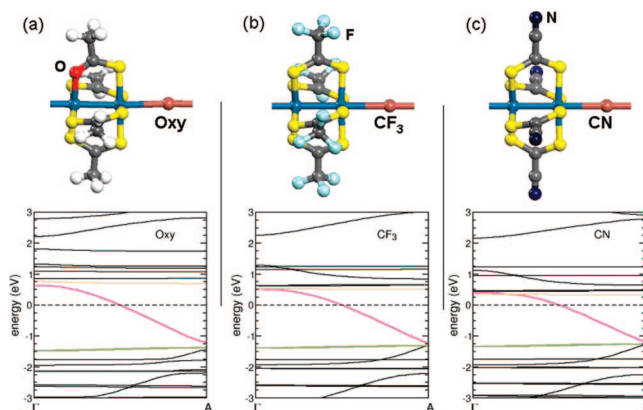 (a)
O
Oxy
(b)
F
CF₃
(c)
N
CN
energy (eV)
3
2
1
0
-1
-2
-3
Oxy
Γ
A
energy (eV)
3
2
1
0
-1
-2
-3
CF₃
Γ
A
energy (eV)
3
2
1
0
-1
-2
-3
CN
Γ
A